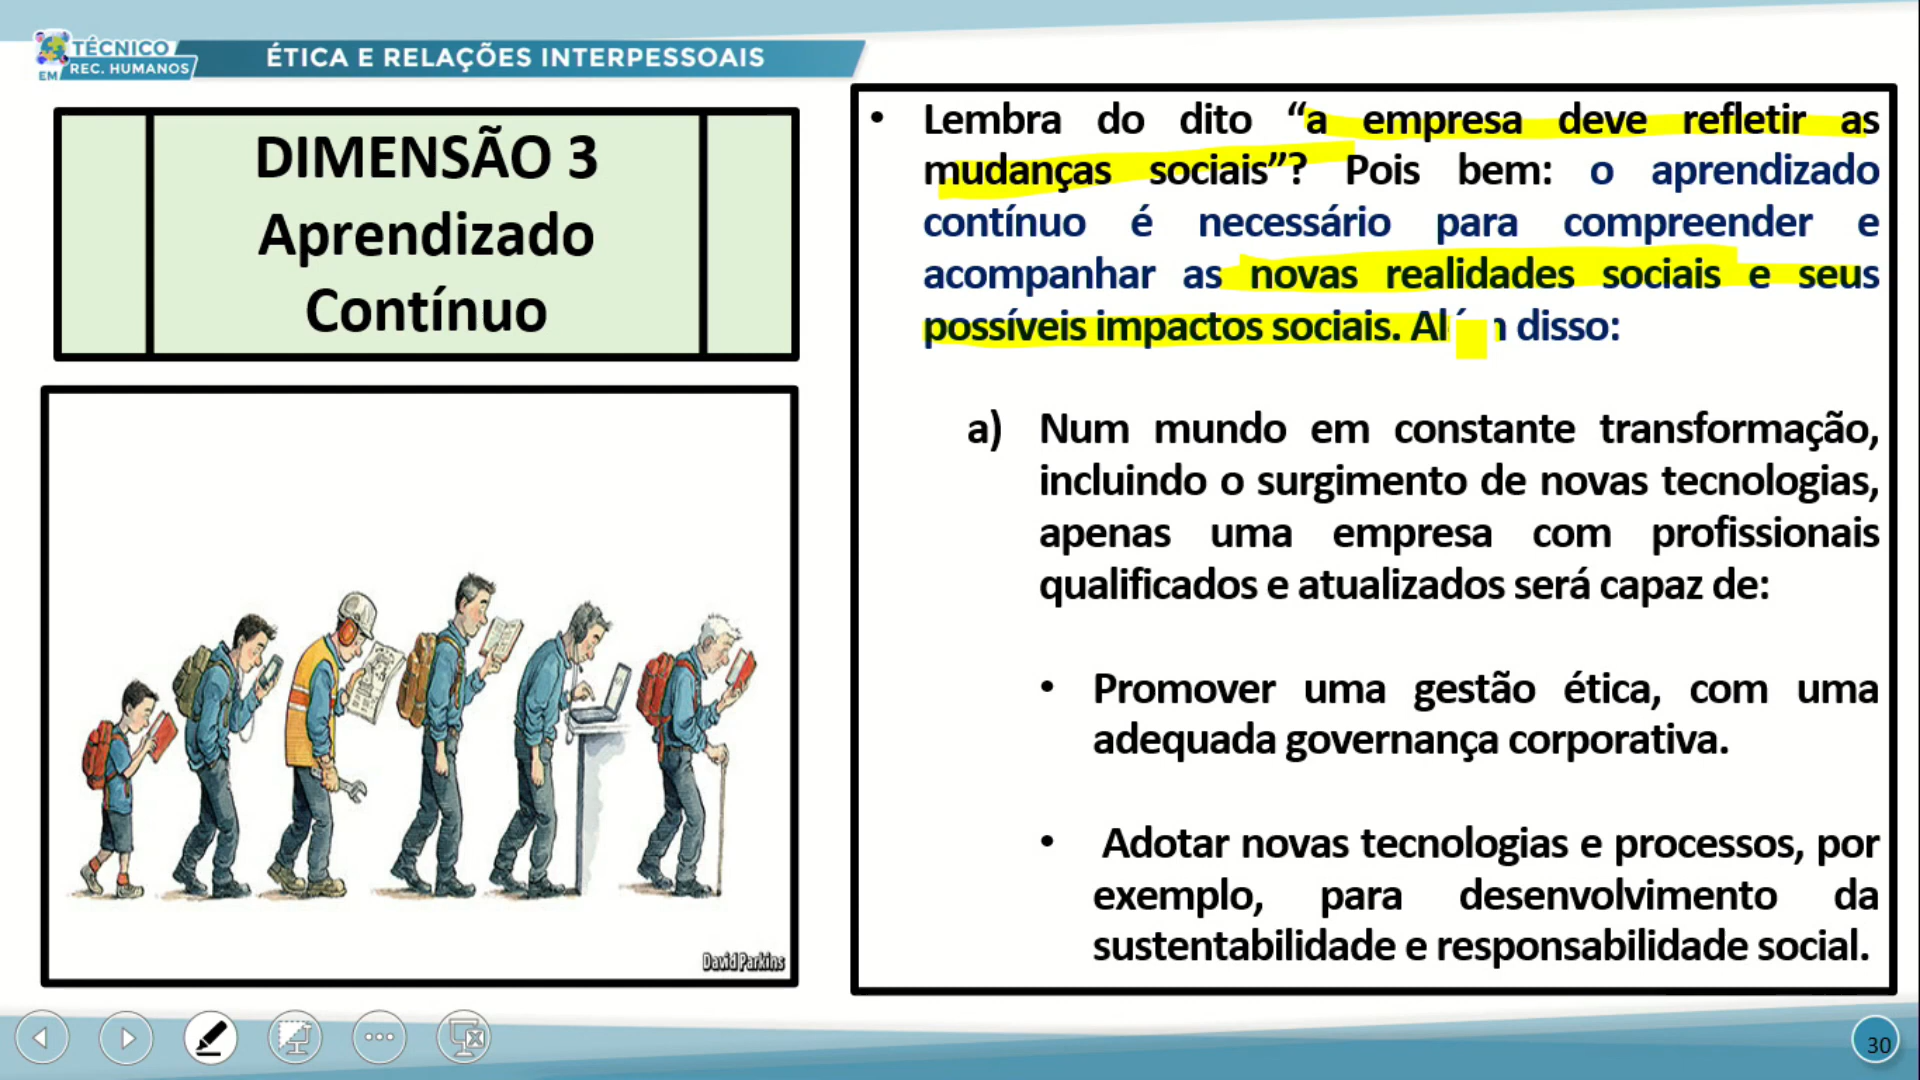 TÉCNICO
EM REC. HUMANOS
ÉTICA E RELAÇÕES INTERPESSOAIS
DIMENSÃO 3
Aprendizado
Contínuo
David Parkins
• Lembra do dito “a empresa deve refletir as
mudanças sociais”? Pois bem: o aprendizado
contínuo é necessário para compreender e
acompanhar as novas realidades sociais e seus
possíveis impactos sociais. Além disso:
a) Num mundo em constante transformação,
incluindo o surgimento de novas tecnologias,
apenas uma empresa com profissionais
qualificados e atualizados será capaz de:
• Promover uma gestão ética, com uma
adequada governança corporativa.
• Adotar novas tecnologias e processos, por
exemplo, para desenvolvimento da
sustentabilidade e responsabilidade social.
30